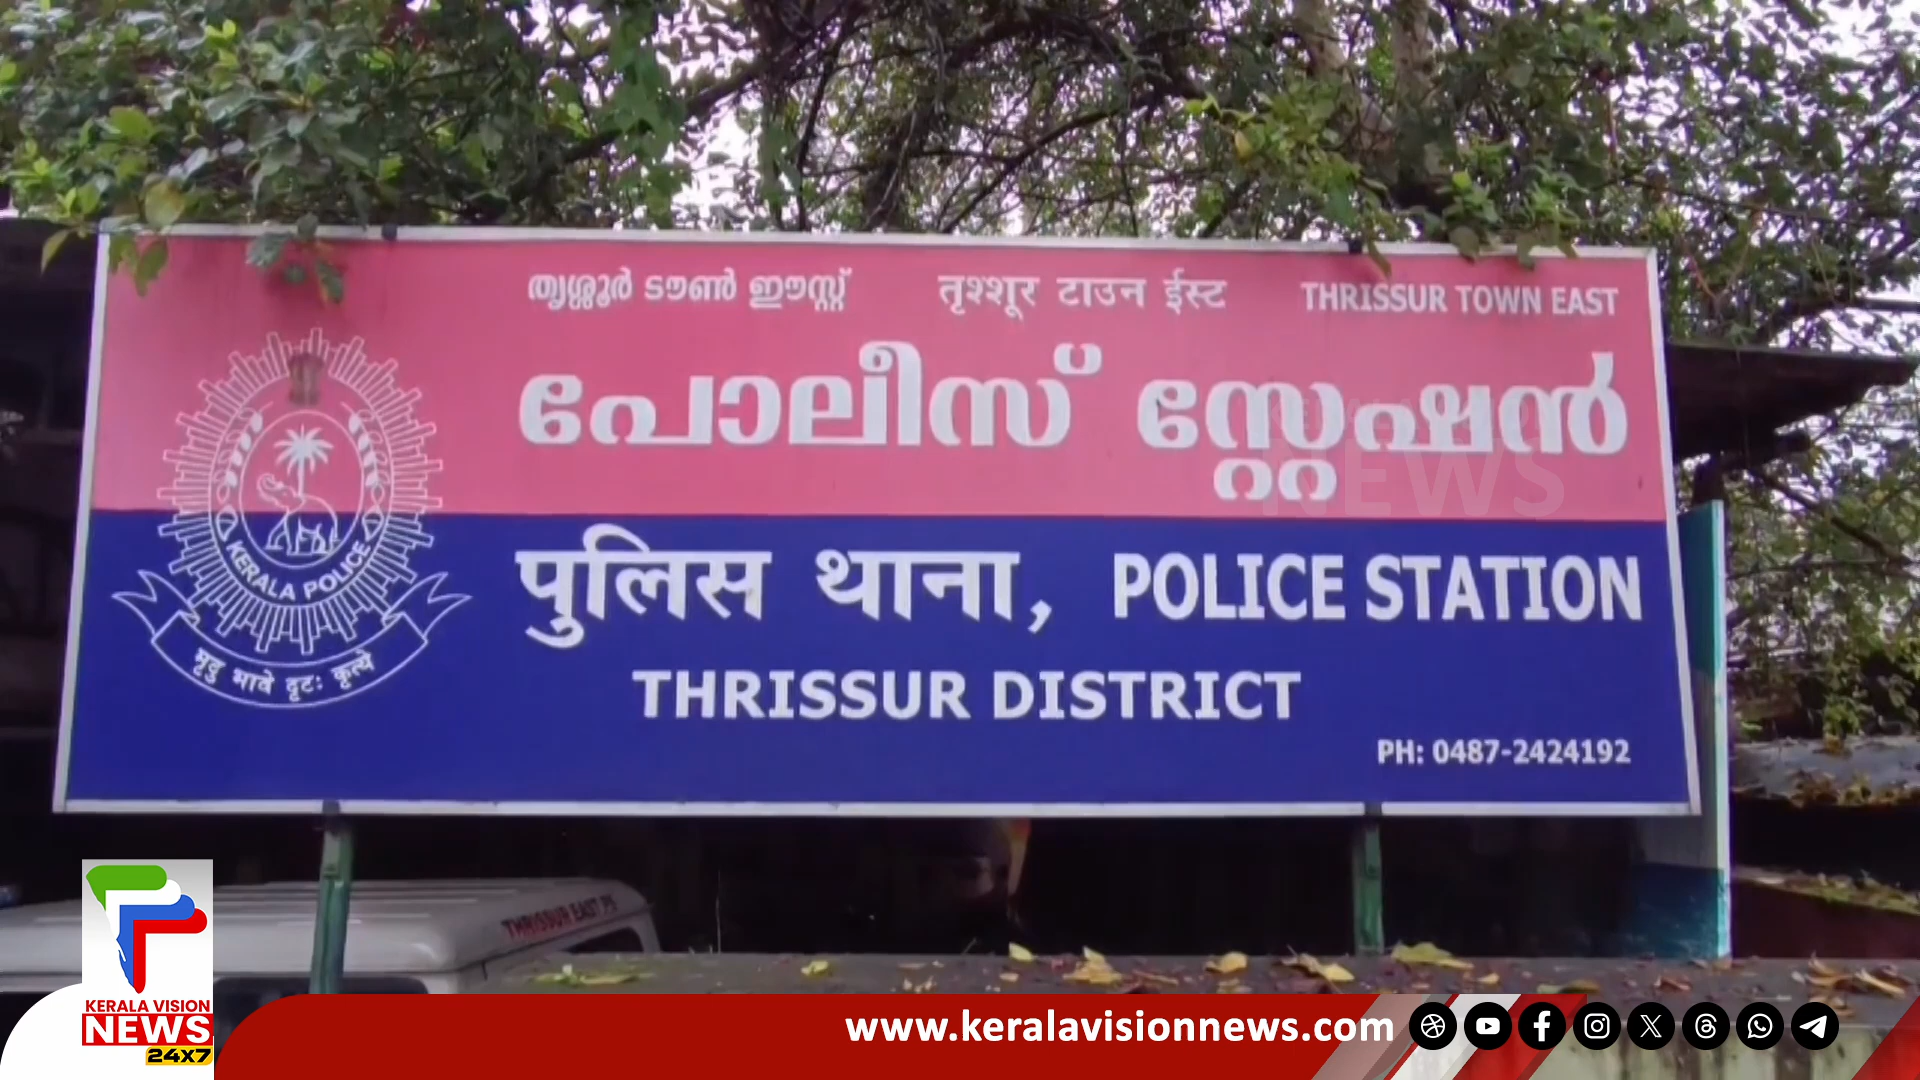 തൃശ്ശൂർ ടൗൺ ഈസ്റ്റ് तृश्शूर टाउन ईस्ट THRISSUR TOWN EAST
പോലീസ് സ്റ്റേഷൻ
पुलिस थाना, POLICE STATION
THRISSUR DISTRICT
PH: 0487-2424192
KERALA POLICE
मृदु भावे दृटः कृत्ये
THRISSUR EAST PS
NEWS
KERALA VISION
NEWS
24x7
www.keralavisionnews.com